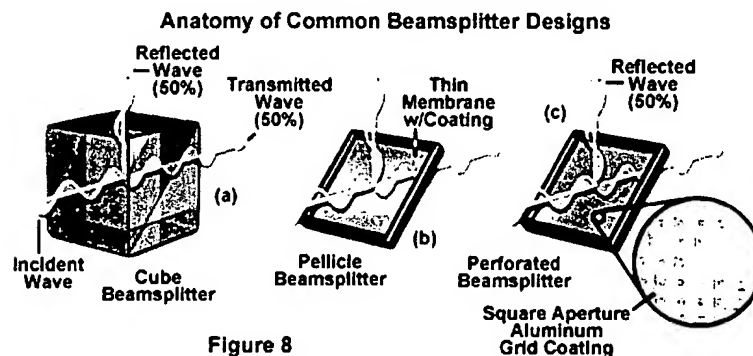 Anatomy of Common Beamsplitter Designs
Reflected
Wave
(50%)
Transmitted
Wave
(50%)
(a)
Incident
Wave
Cube
Beamsplitter
Thin
Membrane
w/Coating
(b)
Pellicle
Beamsplitter
Reflected
Wave
(50%)
(c)
Perforated
Beamsplitter
Square Aperture
Aluminum
Grid Coating
Figure 8